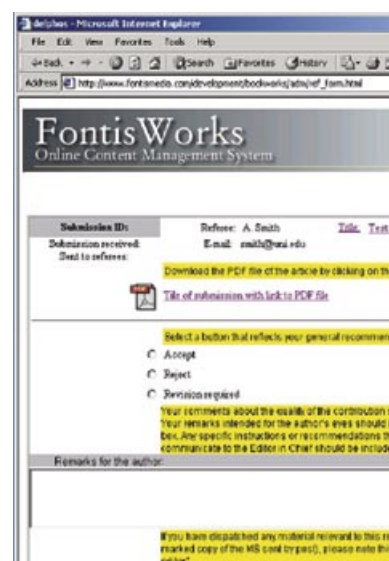 delphos - Microsoft Internet Explorer
File Edit View Favorites Tools Help
Back Search Favorites History
Address http://www.fontismedia.com/development/bookworks/adm/ref_form.html
FontisWorks
Online Content Management System
Submission ID: Referee: A. Smith Title: Test
Submission received: E-mail: smith@uni.edu
Sent to referees:
Download the PDF file of the article by clicking on th
Title of submission with link to PDF file
Select a button that reflects your general recommen
Accept
Reject
Revision required
Your comments about the quality of the contribution
Your remarks intended for the author's eyes should
box. Any specific instructions or recommendations th
communicate to the Editor in Chief should be include
Remarks for the author:
If you have dispatched any material relevant to this r
marked copy of the MS sent by post), please note thi